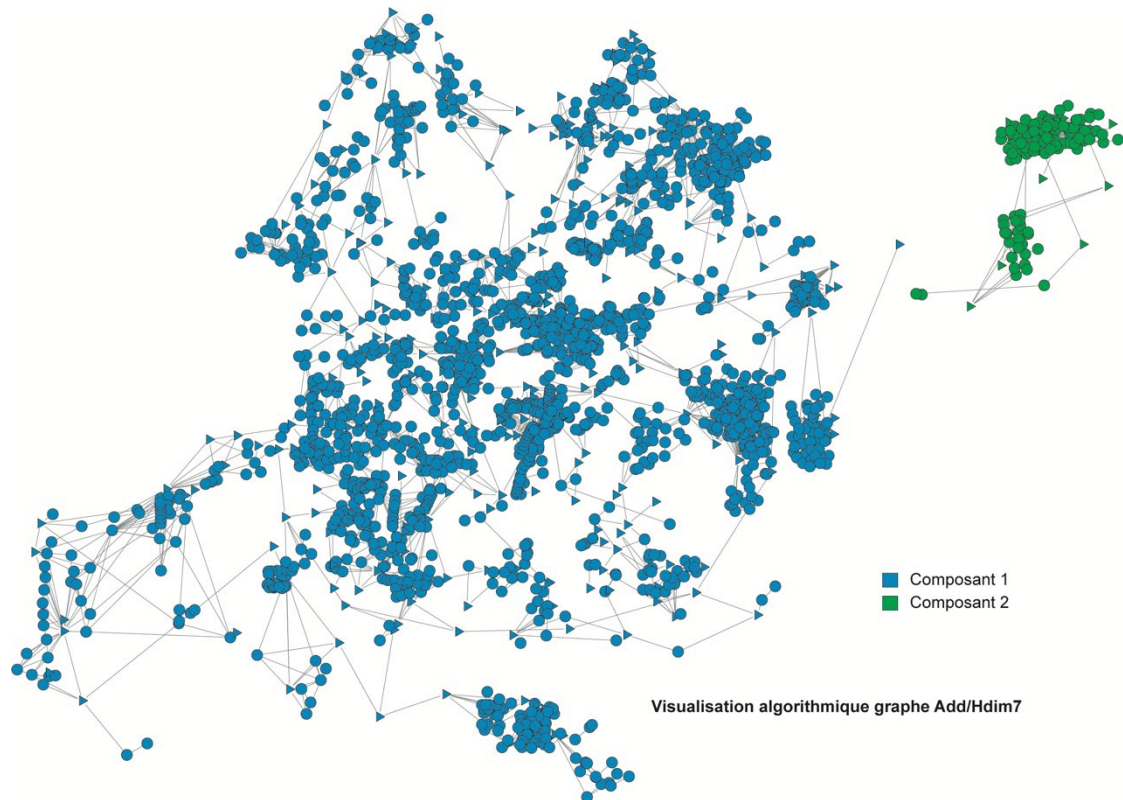 Composant 1
Composant 2
Visualisation algorithmique graphe Add/Hdim7